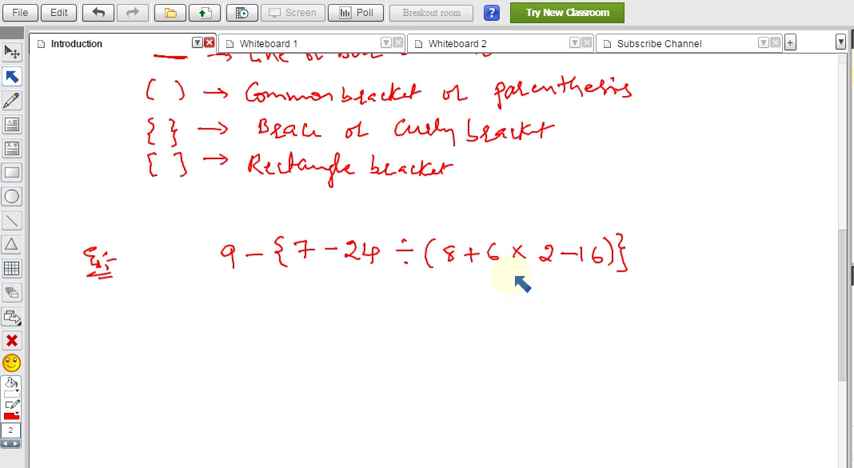 File Edit Screen Poll Breakout room ? Try New Classroom
Introduction Whiteboard 1 Whiteboard 2 Subscribe Channel
( ) → Common bracket or parenthesis
{ } → Brace or Curly bracket
[ ] → Rectangle bracket
Ex:- 9 - { 7 - 24 ÷ ( 8 + 6 × 2 - 16 ) }
2